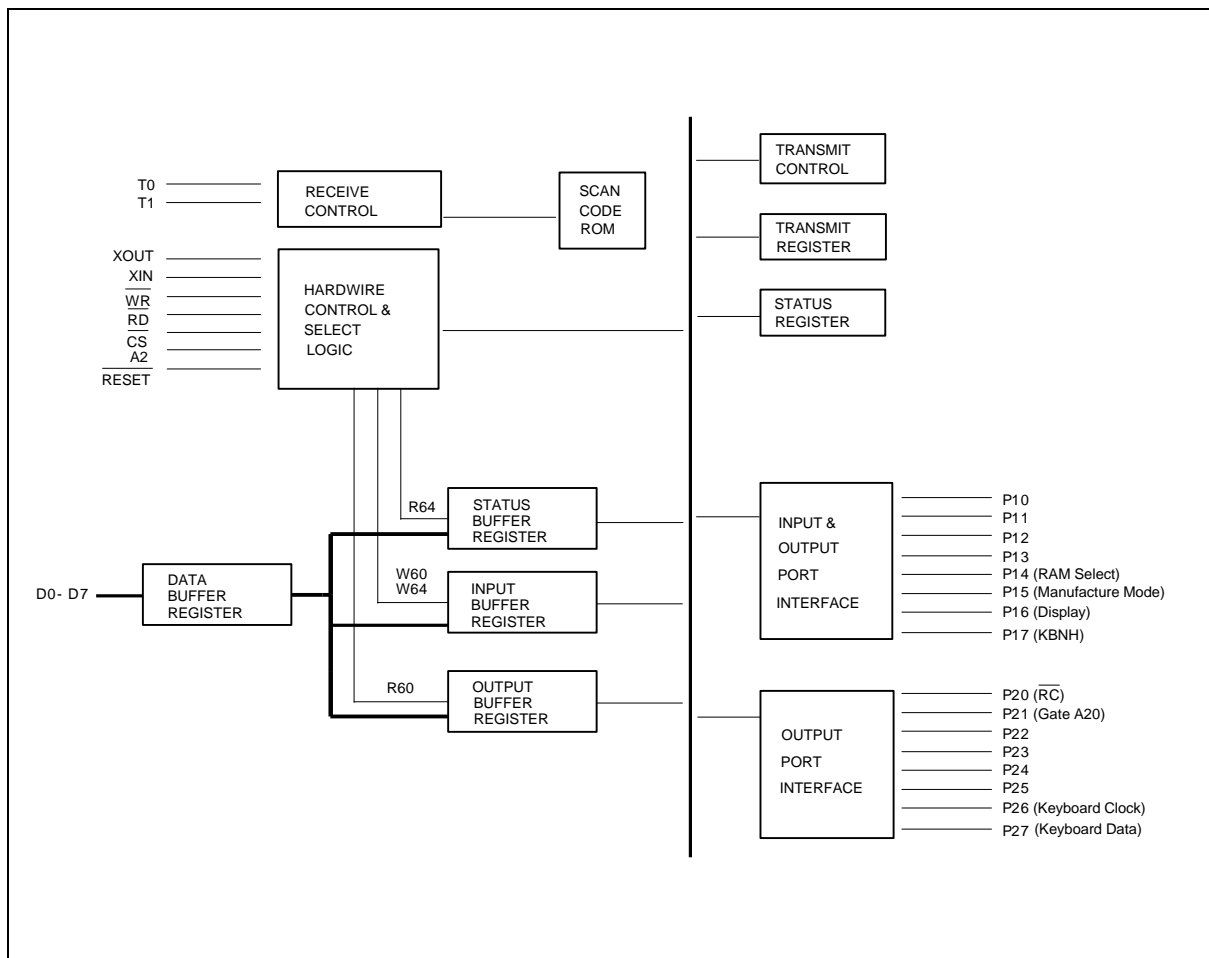 T0
T1
RECEIVE
CONTROL
SCAN
CODE
ROM
XOUT
XIN
WR
RD
CS
A2
RESET
HARDWIRE
CONTROL &
SELECT
LOGIC
TRANSMIT
CONTROL
TRANSMIT
REGISTER
STATUS
REGISTER
D0- D7
DATA
BUFFER
REGISTER
R64
STATUS
BUFFER
REGISTER
W60
W64
INPUT
BUFFER
REGISTER
R60
OUTPUT
BUFFER
REGISTER
INPUT &
OUTPUT
PORT
INTERFACE
P10
P11
P12
P13
P14 (RAM Select)
P15 (Manufacture Mode)
P16 (Display)
P17 (KBNH)
OUTPUT
PORT
INTERFACE
P20 (RC)
P21 (Gate A20)
P22
P23
P24
P25
P26 (Keyboard Clock)
P27 (Keyboard Data)